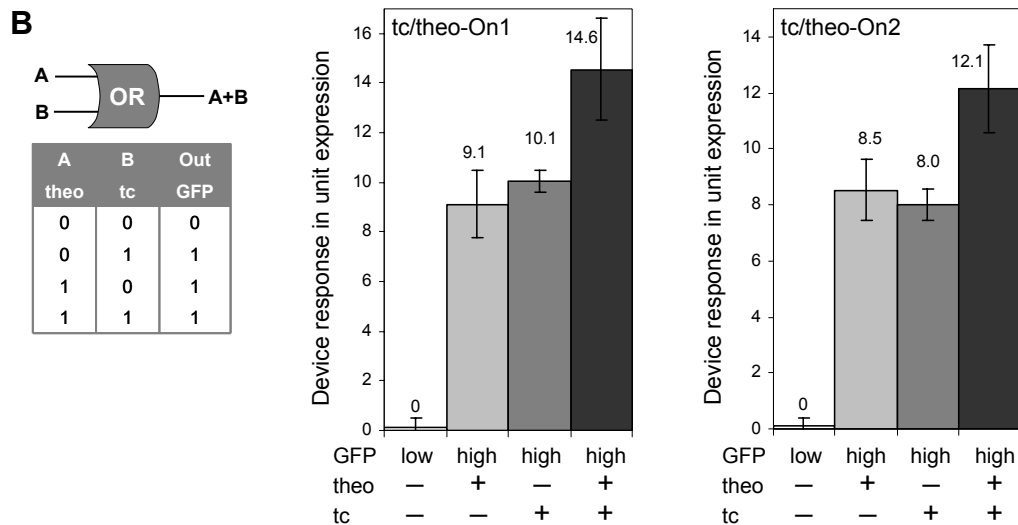 B
A
B
OR
A+B
A B Out
theo tc GFP
0 0 0
0 1 1
1 0 1
1 1 1
tc/theo-On1
Device response in unit expression
16
14
12
10
8
6
4
2
0
0
9.1
10.1
14.6
GFP low high high high
theo – + – +
tc – – + +
tc/theo-On2
Device response in unit expression
14
12
10
8
6
4
2
0
0
8.5
8.0
12.1
GFP low high high high
theo – + – +
tc – – + +